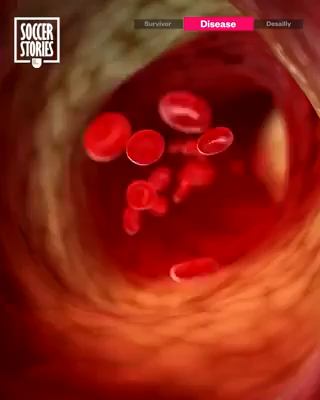 SOCCER
STORIES
Survivor
Disease
Desailly